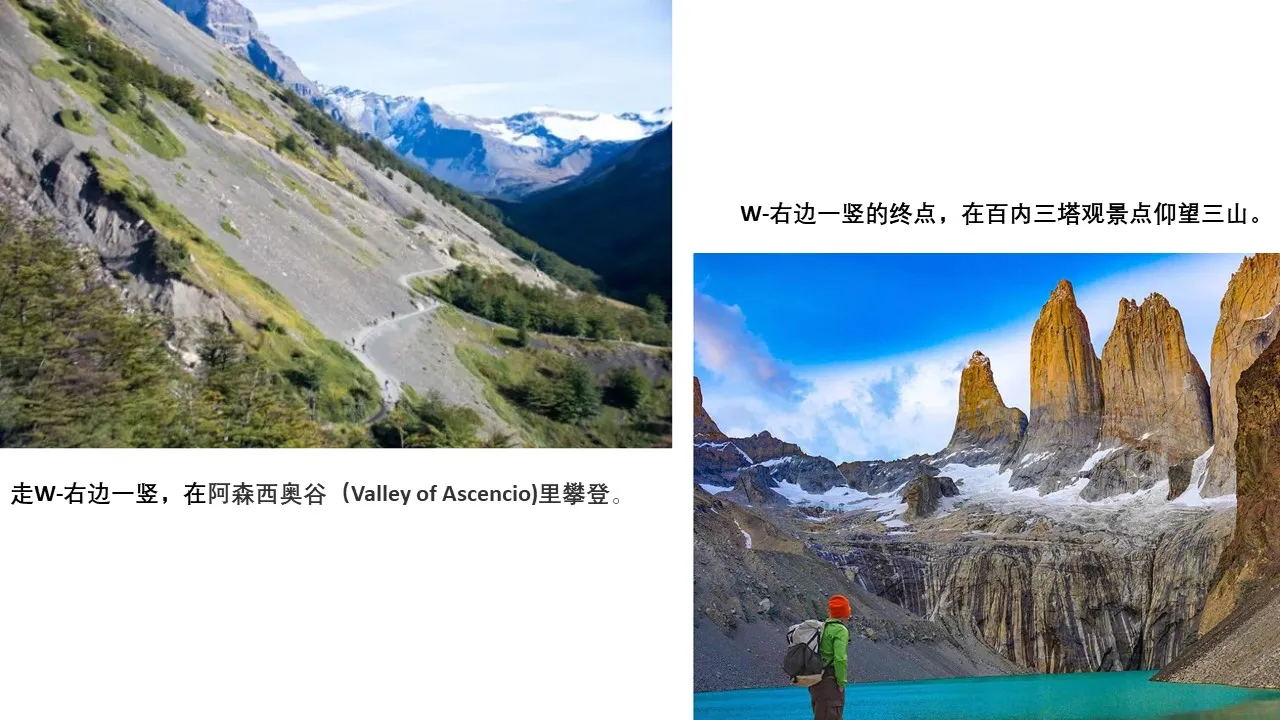 W-右边一竖的终点，在百内三塔观景点仰望三山。
走W-右边一竖，在阿森西奥谷（Valley of Ascencio)里攀登。